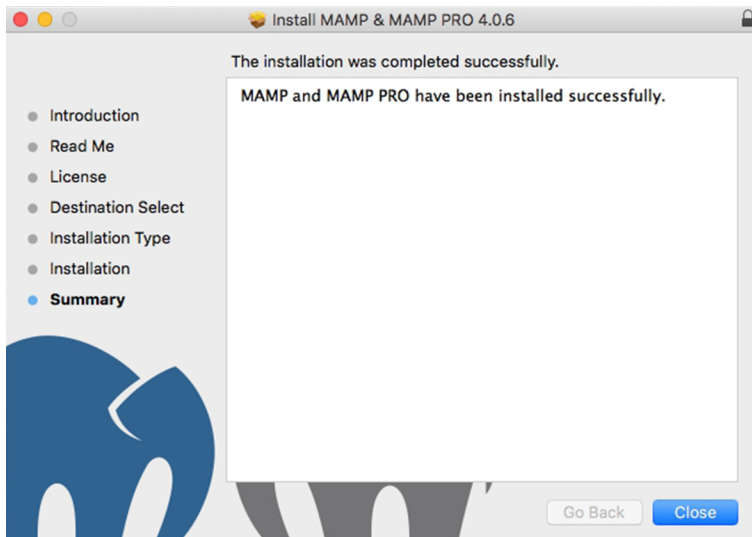 Install MAMP & MAMP PRO 4.0.6
The installation was completed successfully.
MAMP and MAMP PRO have been installed successfully.
Introduction
Read Me
License
Destination Select
Installation Type
Installation
Summary
Go Back
Close